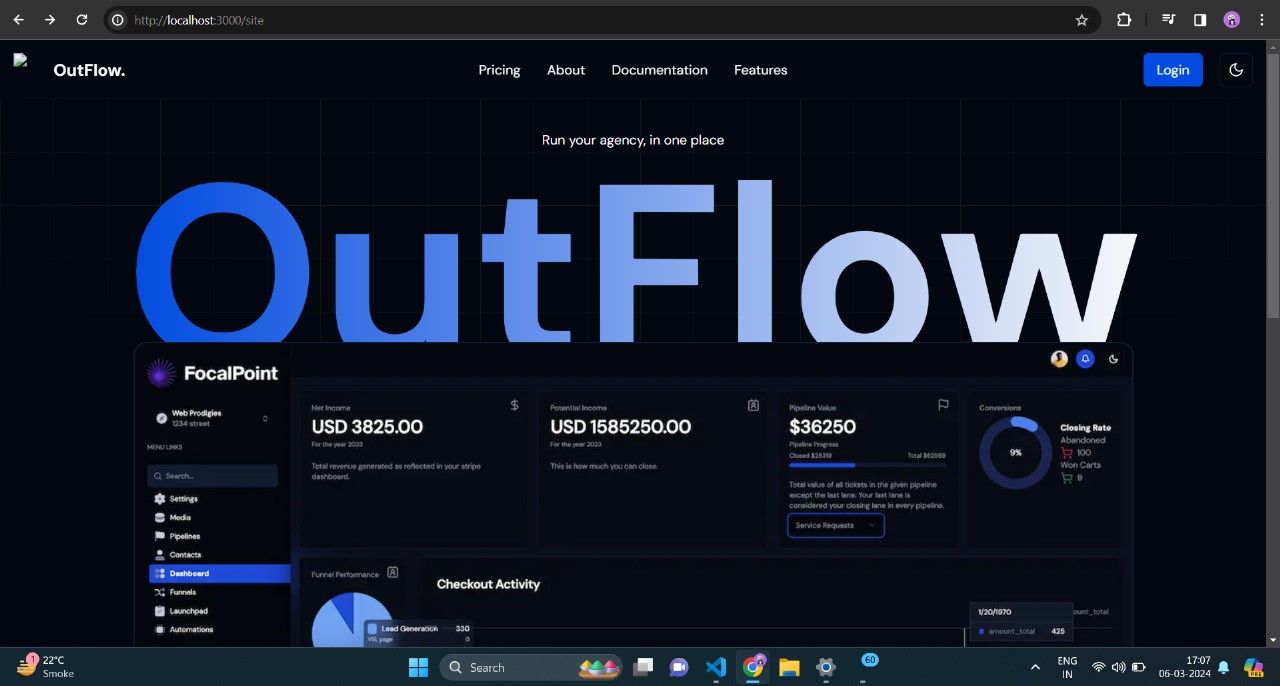 http://localhost:3000/site
OutFlow.
Pricing
About
Documentation
Features
Login
Run your agency, in one place
OutFlow
FocalPoint
Web Prodigies
1234 street
MENU LINKS
Search...
Settings
Media
Pipelines
Contacts
Dashboard
Funnels
Launchpad
Automations
Net Income
USD 3825.00
For the year 2023
Total revenue generated as reflected in your stripe
dashboard.
Potential Income
USD 1585250.00
For the year 2023
This is how much you can close.
Pipeline Value
$36250
Pipeline Progress
Closed $26319
Total $62569
Total value of all tickets in the given pipeline
except the last lane. Your last lane is
considered your closing lane in every pipeline.
Service Requests
Conversions
9%
Closing Rate
Abandoned
100
Won Carts
9
Funnel Performance
Lead Generation 330
VSL page 0
Checkout Activity
1/20/1970
amount_total 425
ount_total
22°C
Smoke
1
Search
60
PRE
ENG
IN
17:07
06-03-2024